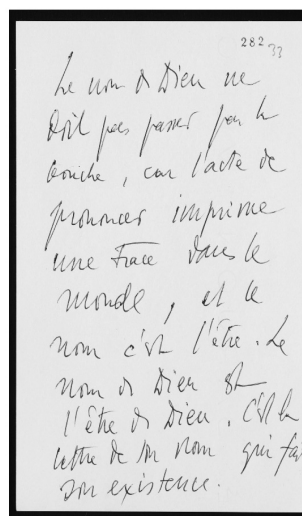 282 33
Le nom de Dieu ne
doit pas passer par la
bouche, car l'acte de
prononcer imprime
une Trace dans le
monde, et le
nom c'est l'être. Le
nom de Dieu est
l'être de Dieu. C'est la
lettre de son nom qui fait
son existence.